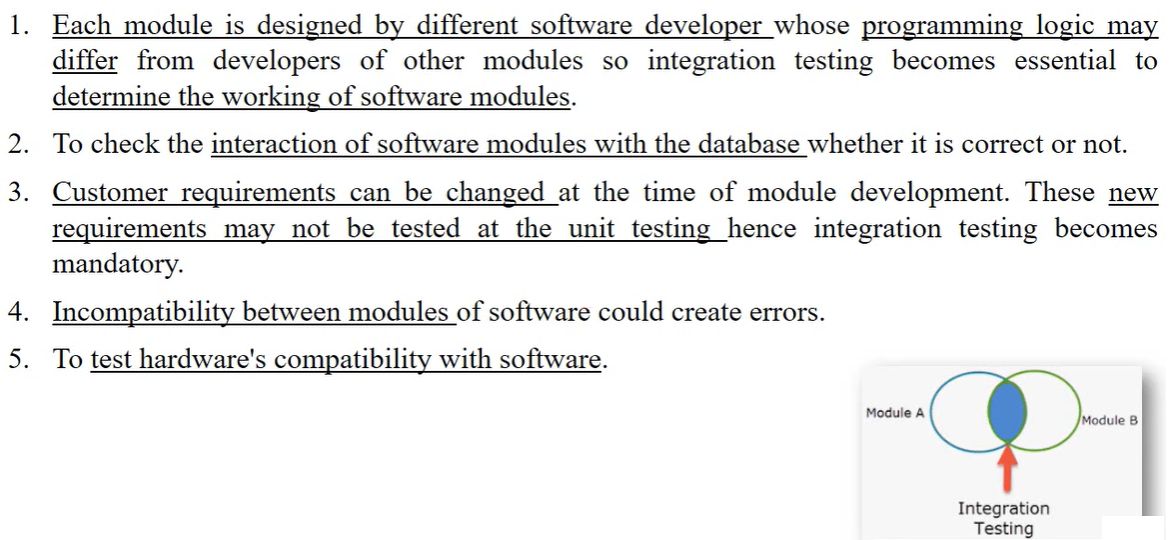 1. Each module is designed by different software developer whose programming logic may
differ from developers of other modules so integration testing becomes essential to
determine the working of software modules.
2. To check the interaction of software modules with the database whether it is correct or not.
3. Customer requirements can be changed at the time of module development. These new
requirements may not be tested at the unit testing hence integration testing becomes
mandatory.
4. Incompatibility between modules of software could create errors.
5. To test hardware's compatibility with software.
Module A
Module B
Integration
Testing